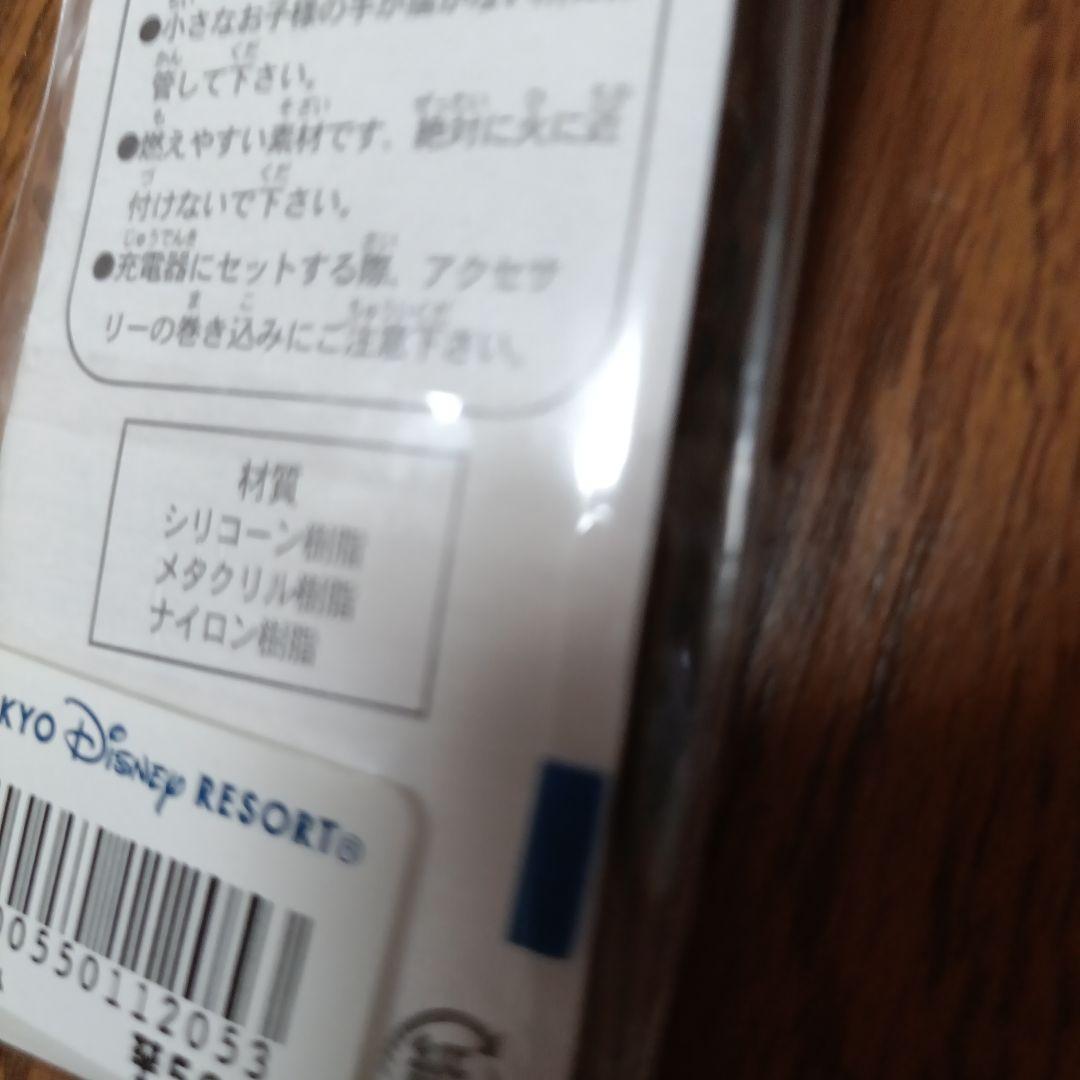 ●小さなお子様の手が届かない
管して下さい。
●燃えやすい素材です。絶対に火に近
付けないで下さい。
●充電器にセットする際、アクセサ
リーの巻き込みにご注意下さい。
材質
シリコーン樹脂
メタクリル樹脂
ナイロン樹脂
KYO Disney RESORT®
0550112053